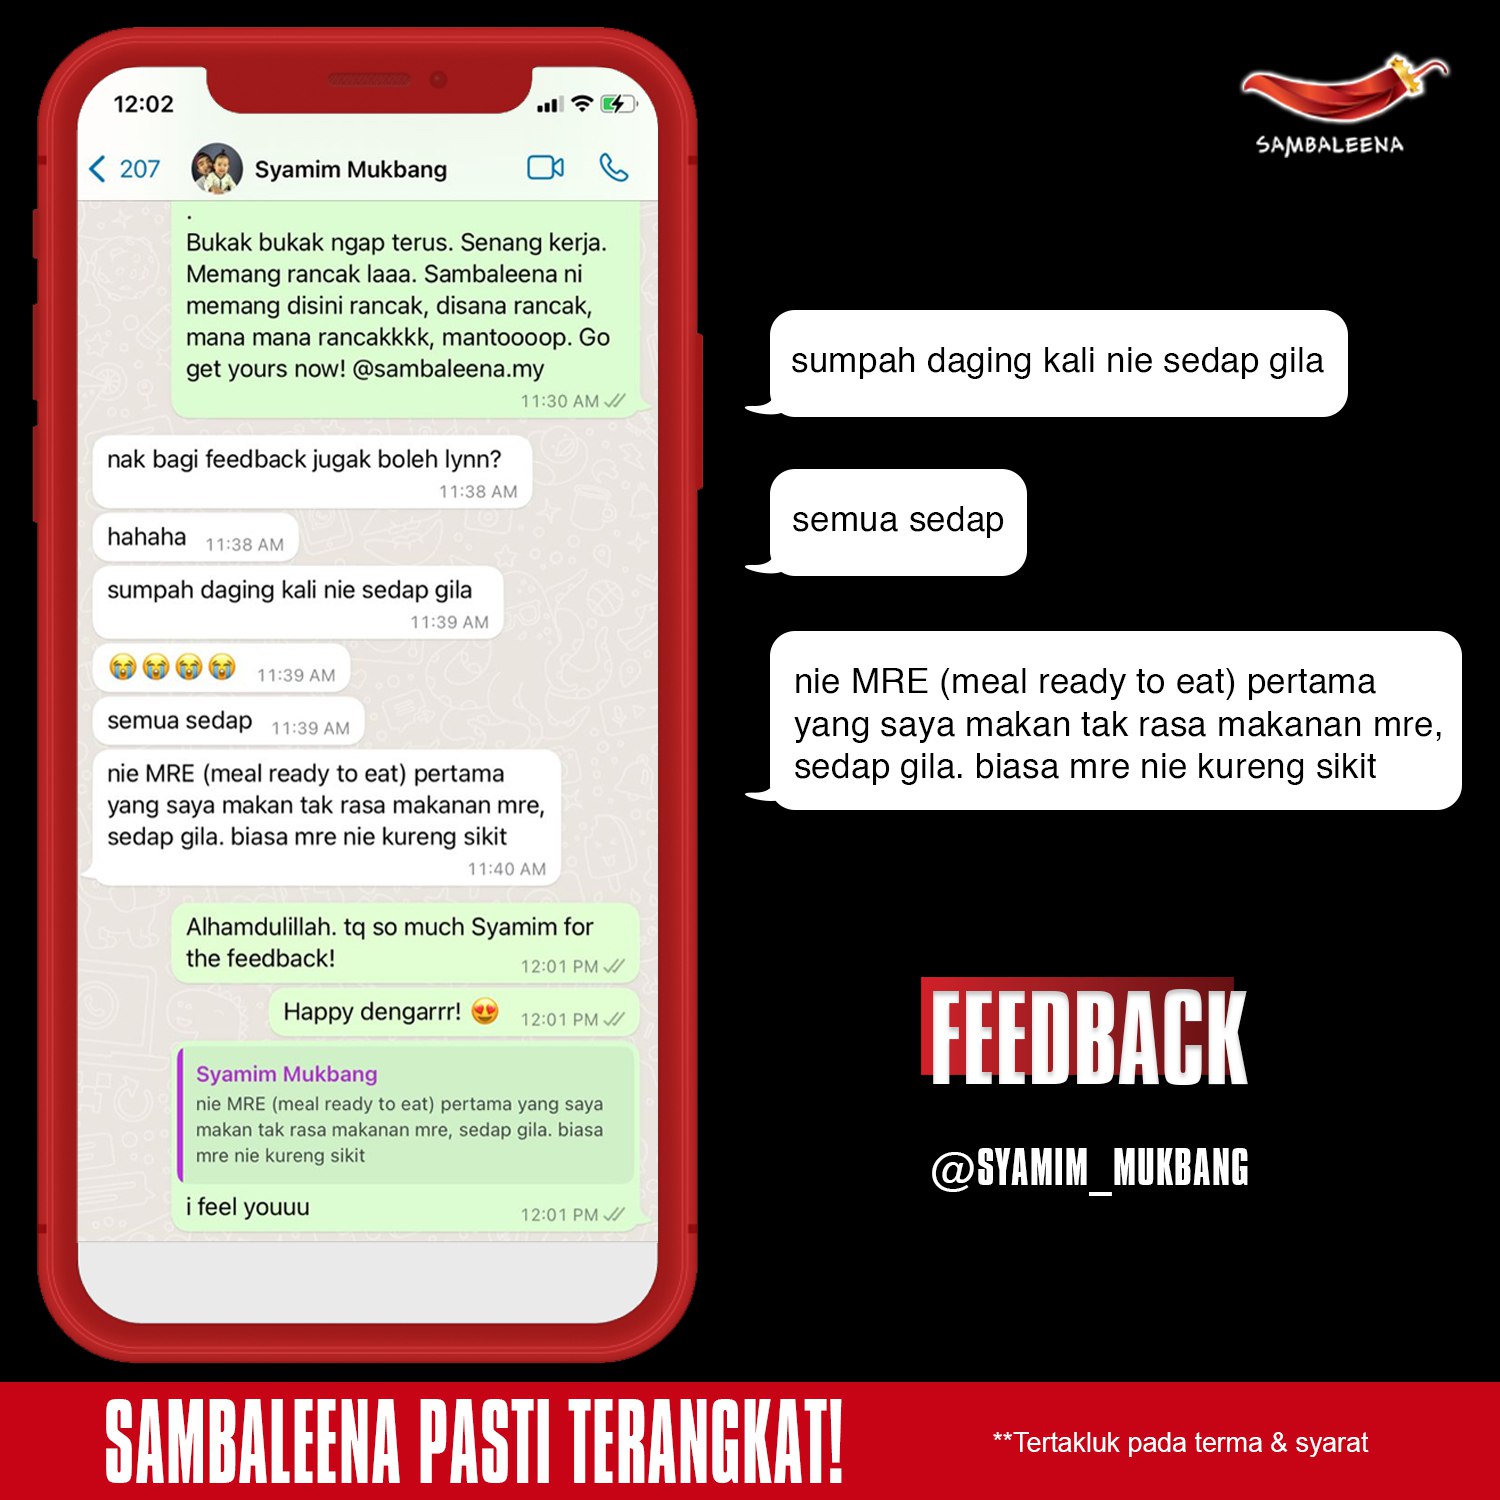 12:02
207
Syamim Mukbang
.
Bukak bukak ngap terus. Senang kerja.
Memang rancak laaa. Sambaleena ni
memang disini rancak, disana rancak,
mana mana rancakkkk, mantoooop. Go
get yours now! @sambaleena.my
11:30 AM
nak bagi feedback jugak boleh lynn?
11:38 AM
hahaha 11:38 AM
sumpah daging kali nie sedap gila
11:39 AM
😭😭😭😭 11:39 AM
semua sedap 11:39 AM
nie MRE (meal ready to eat) pertama
yang saya makan tak rasa makanan mre,
sedap gila. biasa mre nie kureng sikit
11:40 AM
Alhamdulillah. tq so much Syamim for
the feedback! 12:01 PM
Happy dengarrr! 😍 12:01 PM
Syamim Mukbang
nie MRE (meal ready to eat) pertama yang saya
makan tak rasa makanan mre, sedap gila. biasa
mre nie kureng sikit
i feel youuu 12:01 PM
SAMBALEENA
sumpah daging kali nie sedap gila
semua sedap
nie MRE (meal ready to eat) pertama
yang saya makan tak rasa makanan mre,
sedap gila. biasa mre nie kureng sikit
FEEDBACK
@SYAMIM_MUKBANG
SAMBALEENA PASTI TERANGKAT!
**Tertakluk pada terma & syarat